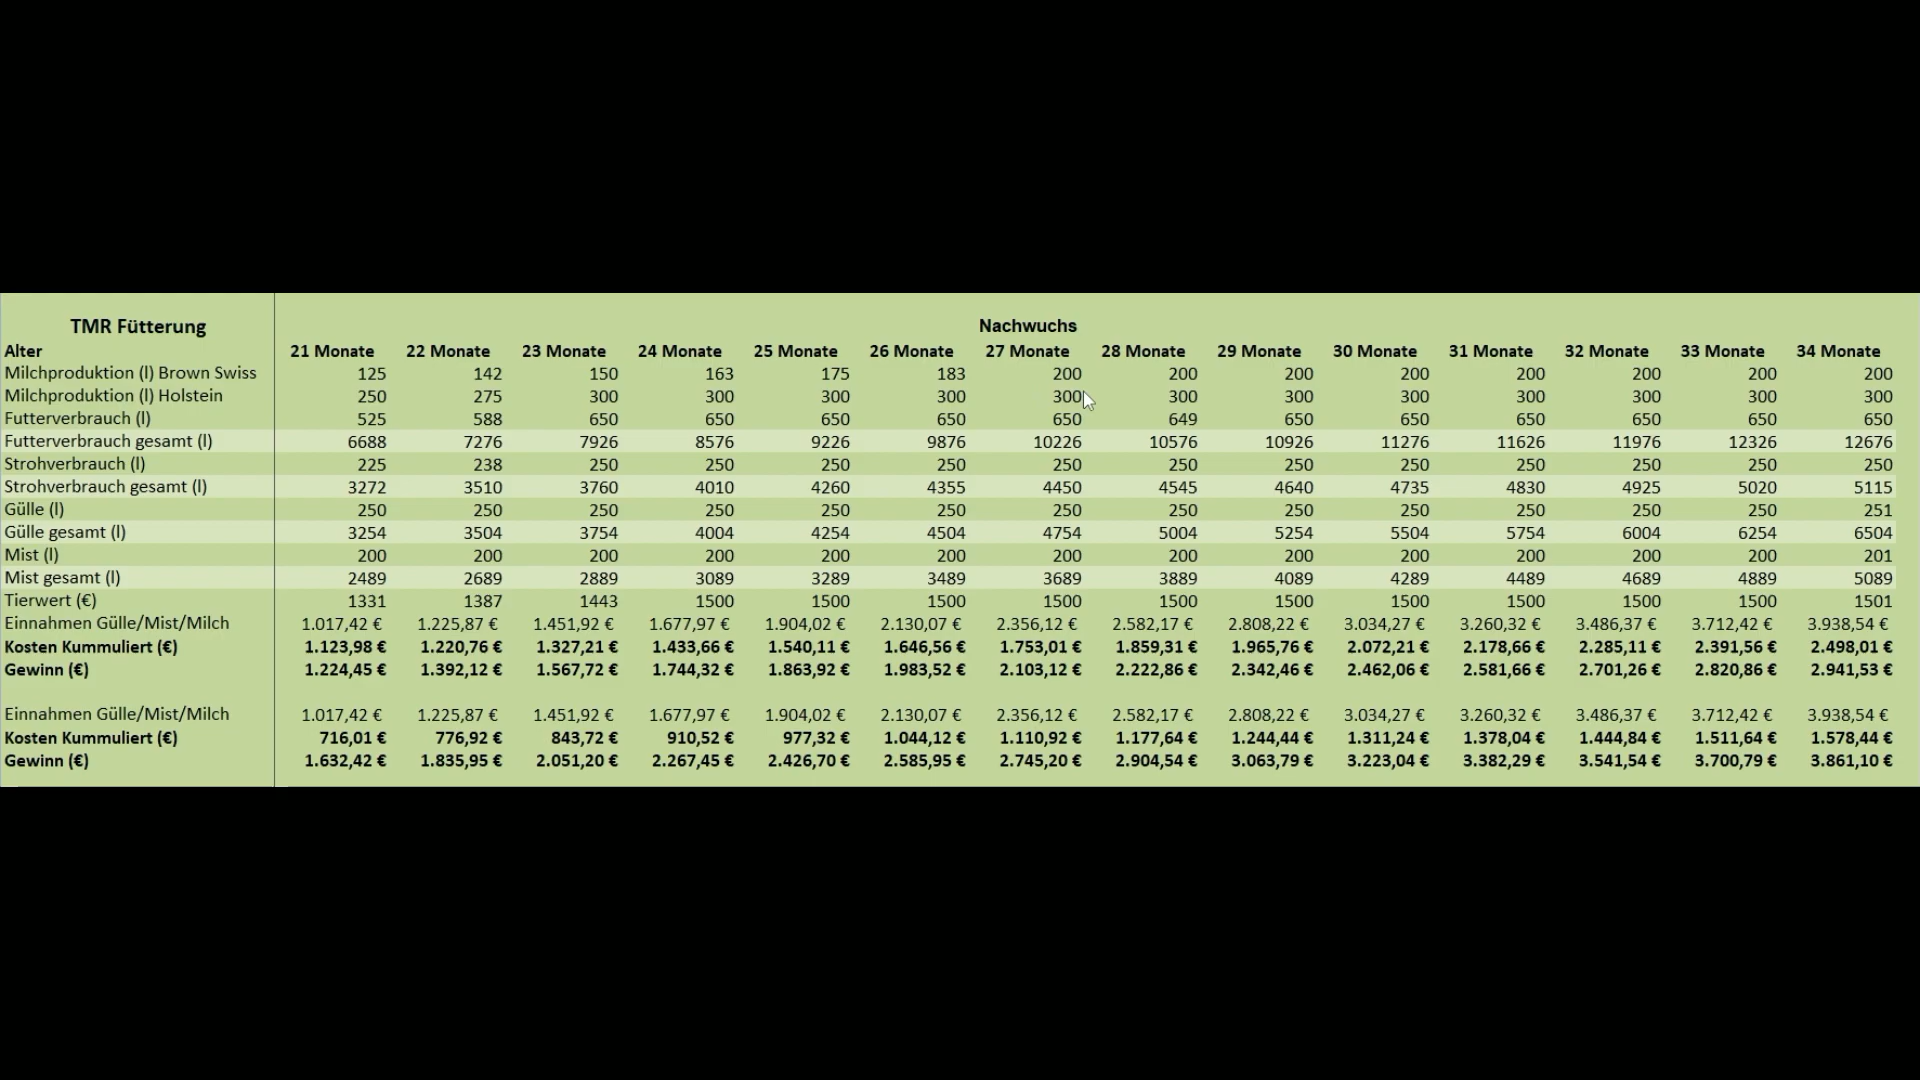 TMR Fütterung Nachwuchs
Alter 21 Monate 22 Monate 23 Monate 24 Monate 25 Monate 26 Monate 27 Monate 28 Monate 29 Monate 30 Monate 31 Monate 32 Monate 33 Monate 34 Monate
Milchproduktion (l) Brown Swiss 125 142 150 163 175 183 200 200 200 200 200 200 200 200
Milchproduktion (l) Holstein 250 275 300 300 300 300 300 300 300 300 300 300 300 300
Futterverbrauch (l) 525 588 650 650 650 650 650 649 650 650 650 650 650 650
Futterverbrauch gesamt (l) 6688 7276 7926 8576 9226 9876 10226 10576 10926 11276 11626 11976 12326 12676
Strohverbrauch (l) 225 238 250 250 250 250 250 250 250 250 250 250 250 250
Strohverbrauch gesamt (l) 3272 3510 3760 4010 4260 4355 4450 4545 4640 4735 4830 4925 5020 5115
Gülle (l) 250 250 250 250 250 250 250 250 250 250 250 250 250 251
Gülle gesamt (l) 3254 3504 3754 4004 4254 4504 4754 5004 5254 5504 5754 6004 6254 6504
Mist (l) 200 200 200 200 200 200 200 200 200 200 200 200 200 201
Mist gesamt (l) 2489 2689 2889 3089 3289 3489 3689 3889 4089 4289 4489 4689 4889 5089
Tierwert (€) 1331 1387 1443 1500 1500 1500 1500 1500 1500 1500 1500 1500 1500 1501
Einnahmen Gülle/Mist/Milch 1.017,42 € 1.225,87 € 1.451,92 € 1.677,97 € 1.904,02 € 2.130,07 € 2.356,12 € 2.582,17 € 2.808,22 € 3.034,27 € 3.260,32 € 3.486,37 € 3.712,42 € 3.938,54 €
Kosten Kummuliert (€) 1.123,98 € 1.220,76 € 1.327,21 € 1.433,66 € 1.540,11 € 1.646,56 € 1.753,01 € 1.859,31 € 1.965,76 € 2.072,21 € 2.178,66 € 2.285,11 € 2.391,56 € 2.498,01 €
Gewinn (€) 1.224,45 € 1.392,12 € 1.567,72 € 1.744,32 € 1.863,92 € 1.983,52 € 2.103,12 € 2.222,86 € 2.342,46 € 2.462,06 € 2.581,66 € 2.701,26 € 2.820,86 € 2.941,53 €
Einnahmen Gülle/Mist/Milch 1.017,42 € 1.225,87 € 1.451,92 € 1.677,97 € 1.904,02 € 2.130,07 € 2.356,12 € 2.582,17 € 2.808,22 € 3.034,27 € 3.260,32 € 3.486,37 € 3.712,42 € 3.938,54 €
Kosten Kummuliert (€) 716,01 € 776,92 € 843,72 € 910,52 € 977,32 € 1.044,12 € 1.110,92 € 1.177,64 € 1.244,44 € 1.311,24 € 1.378,04 € 1.444,84 € 1.511,64 € 1.578,44 €
Gewinn (€) 1.632,42 € 1.835,95 € 2.051,20 € 2.267,45 € 2.426,70 € 2.585,95 € 2.745,20 € 2.904,54 € 3.063,79 € 3.223,04 € 3.382,29 € 3.541,54 € 3.700,79 € 3.861,10 €